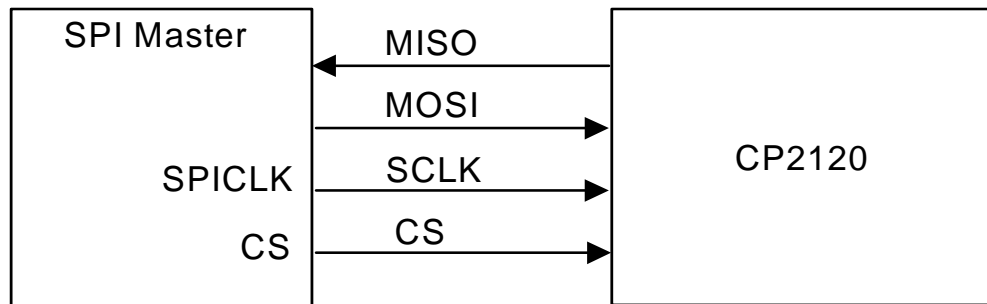 SPI Master
MISO
MOSI
CP2120
SPICLK
SCLK
CS
CS